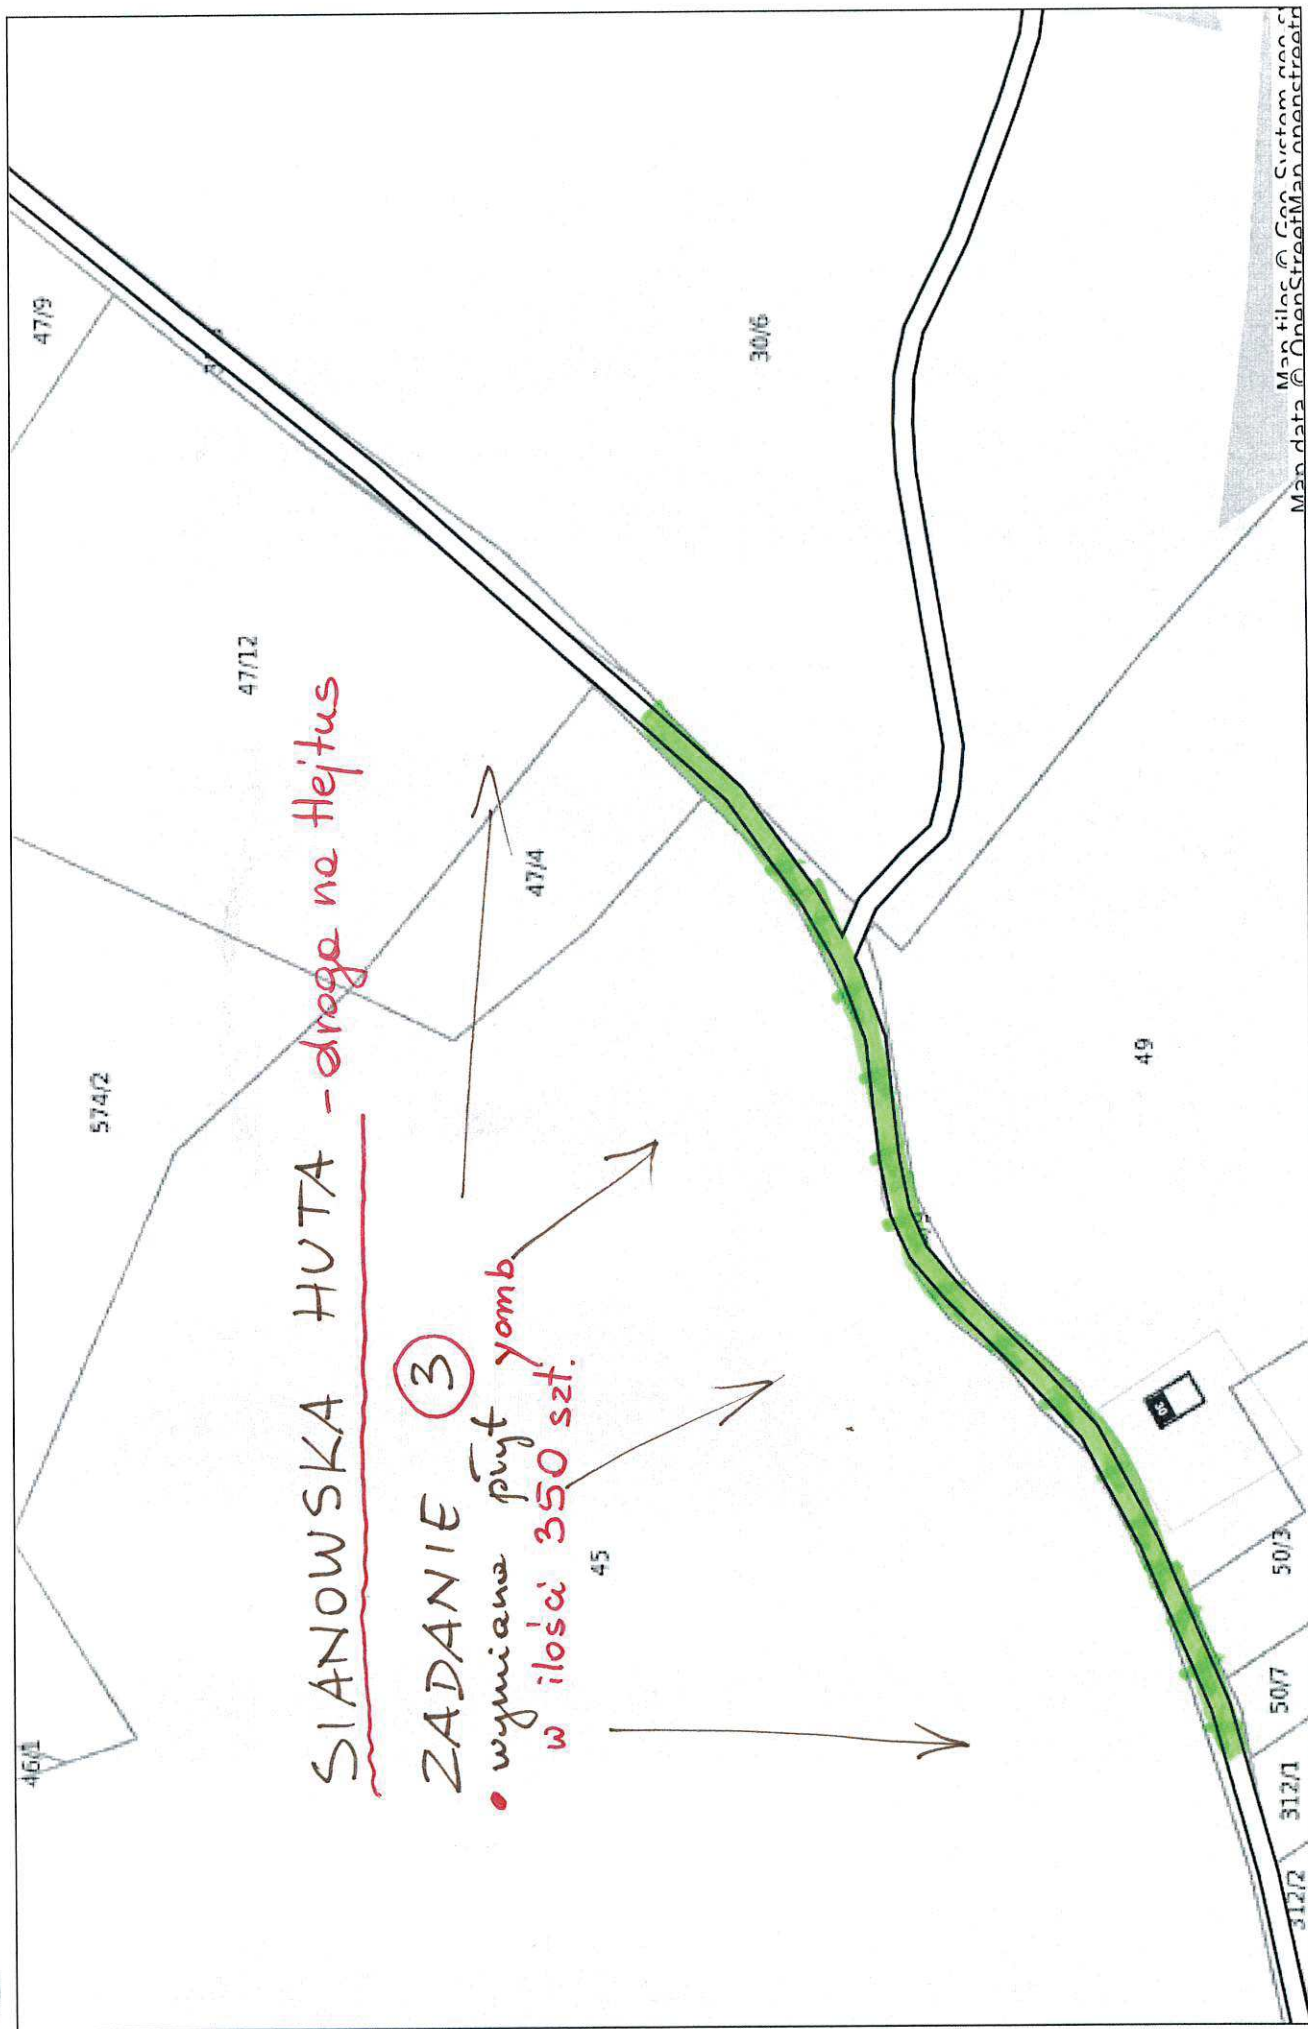 SIANOWSKA HUTA - droga na Hejtus
ZADANIE 3
• wymiana płyt yomb
w ilości 350 szt.
46/1
574/2
47/9
47/12
47/4
30/6
45
49
30
50/3
50/7
312/1
312/2
Map tiles © Geo-System
Map data © OpenStreetMap